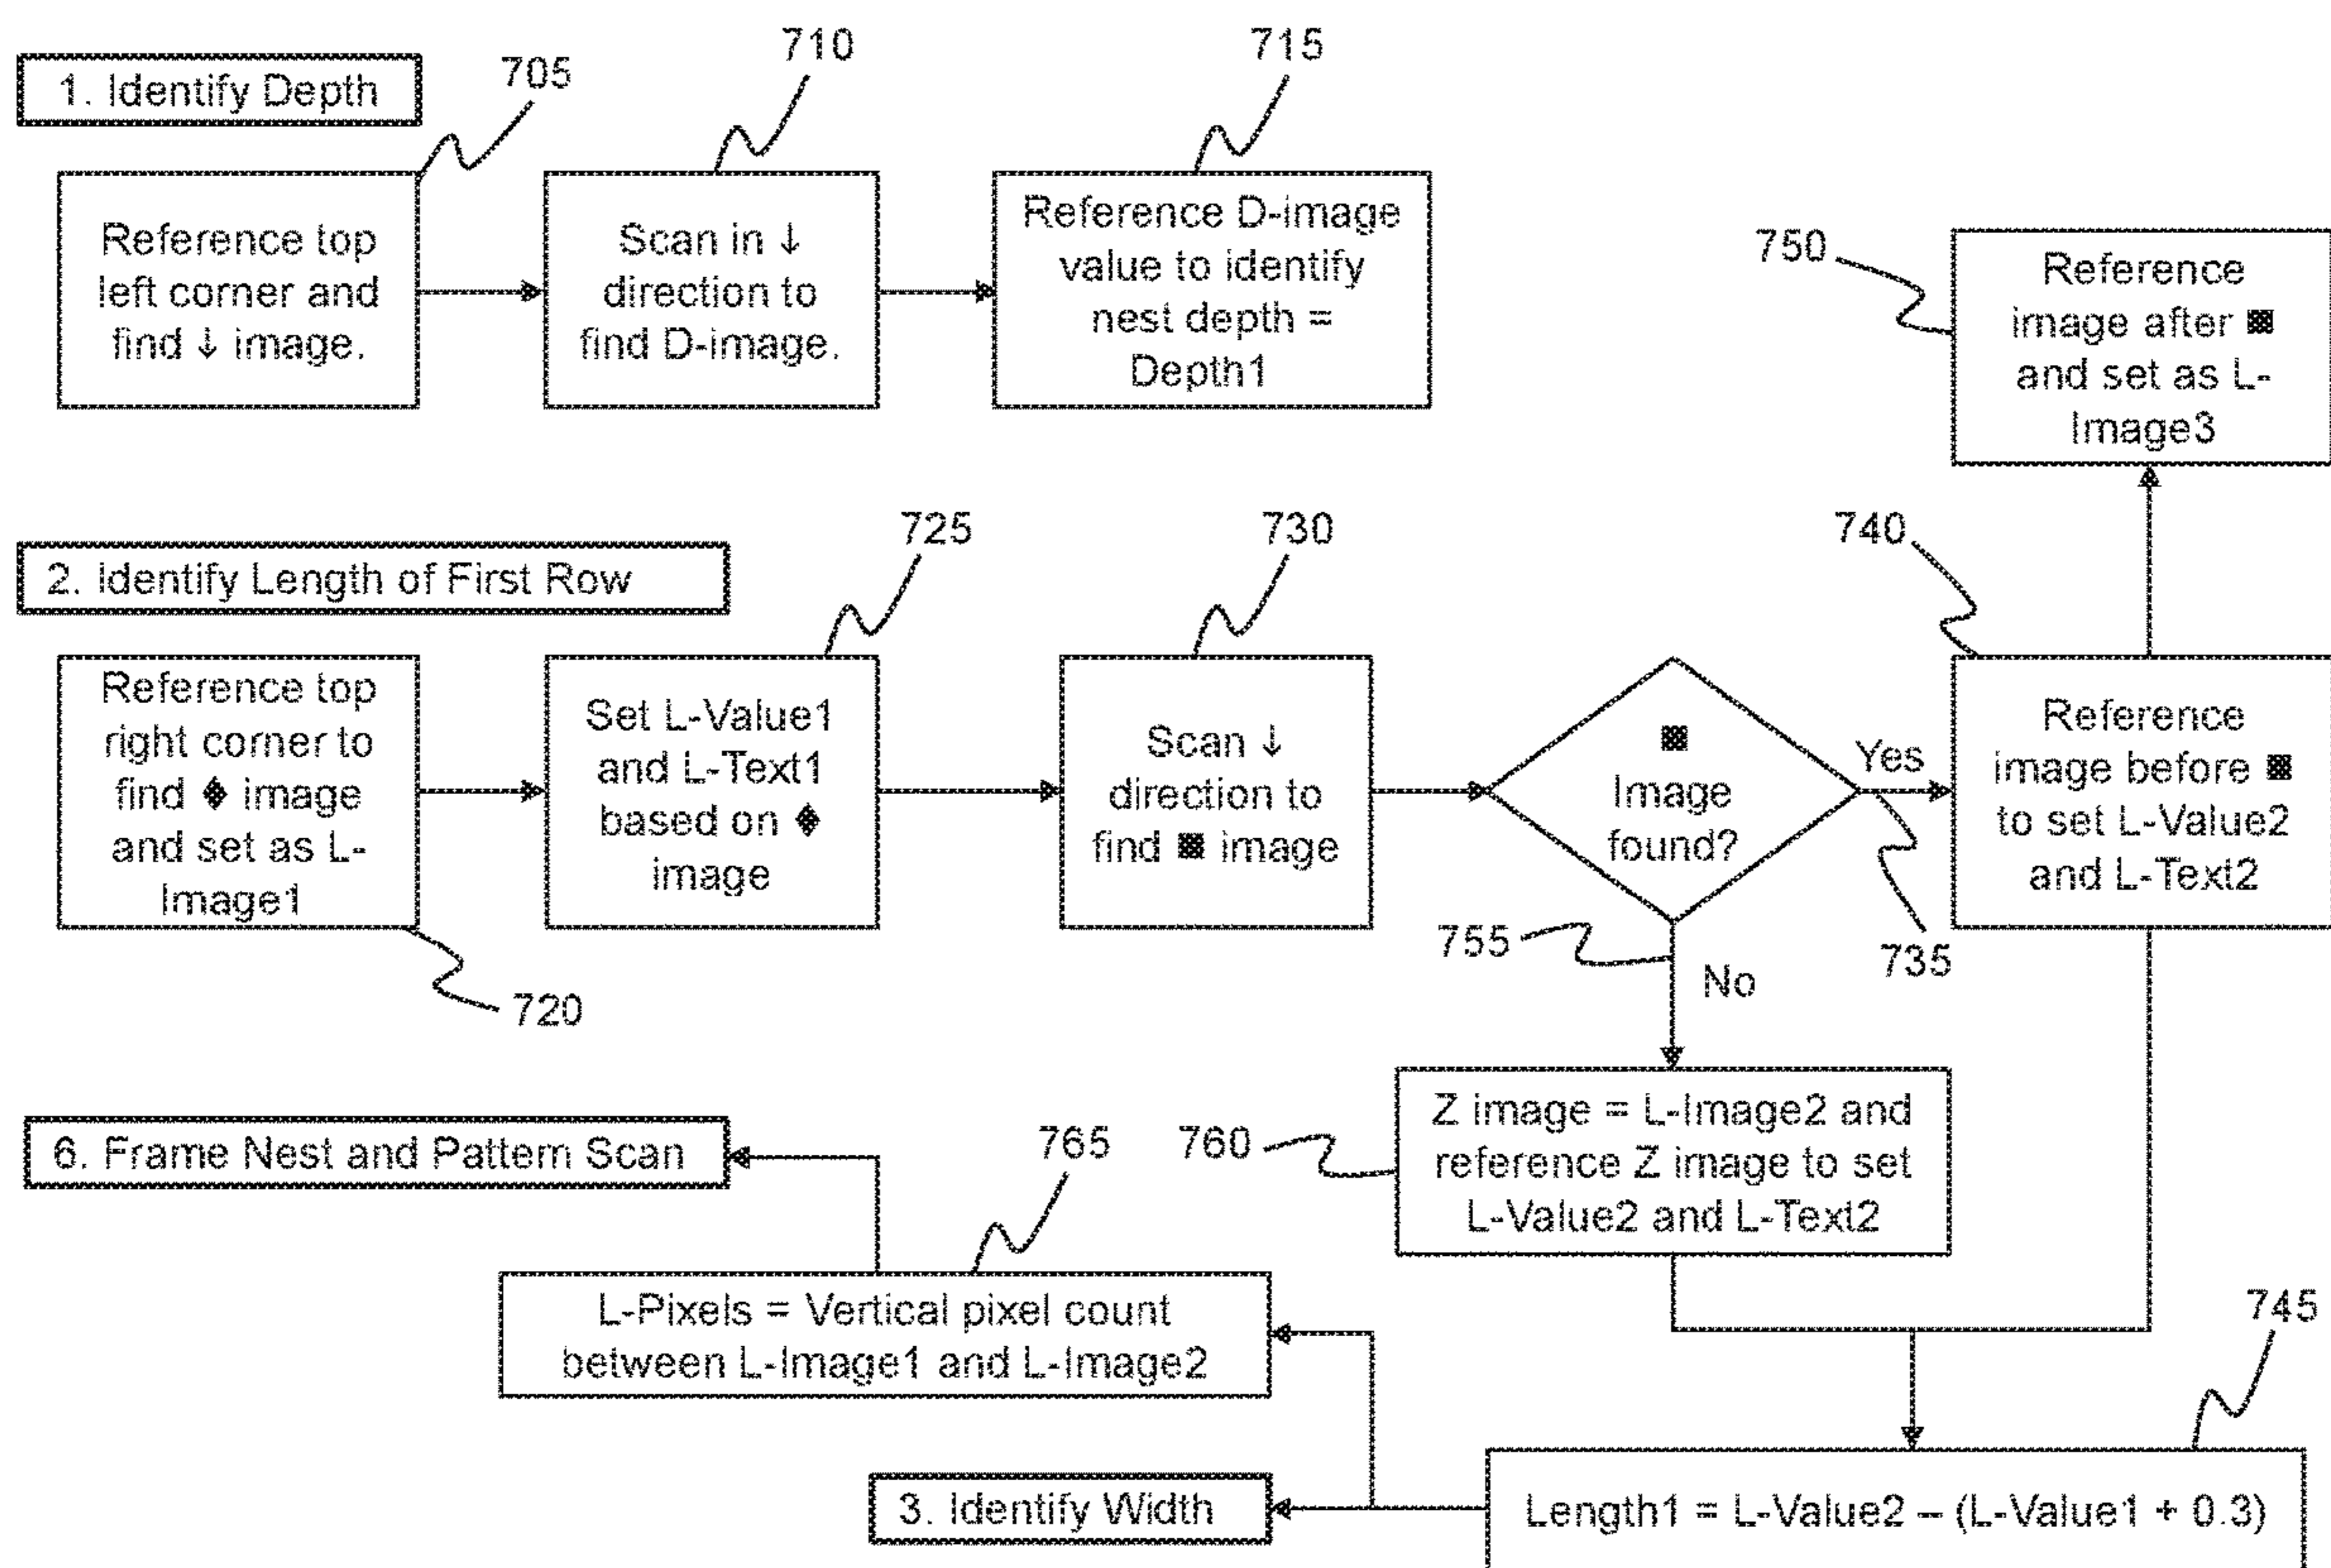 710
715
1. Identify Depth
705
Reference top
left corner and
find ↓ image.
Scan in ↓
direction to
find D-image.
Reference D-image
value to identify
nest depth =
Depth1
750
Reference
image after ■
and set as L-
Image3
725
730
740
2. Identify Length of First Row
Reference top
right corner to
find ♦ image
and set as L-
Image1
Set L-Value1
and L-Text1
based on ♦
image
Scan ↓
direction to
find ■ image
■
Image
found?
Yes
Reference
image before ■
to set L-Value2
and L-Text2
755
735
No
720
6. Frame Nest and Pattern Scan
765
760
Z image = L-Image2 and
reference Z image to set
L-Value2 and L-Text2
L-Pixels = Vertical pixel count
between L-Image1 and L-Image2
745
3. Identify Width
Length1 = L-Value2 – (L-Value1 + 0.3)